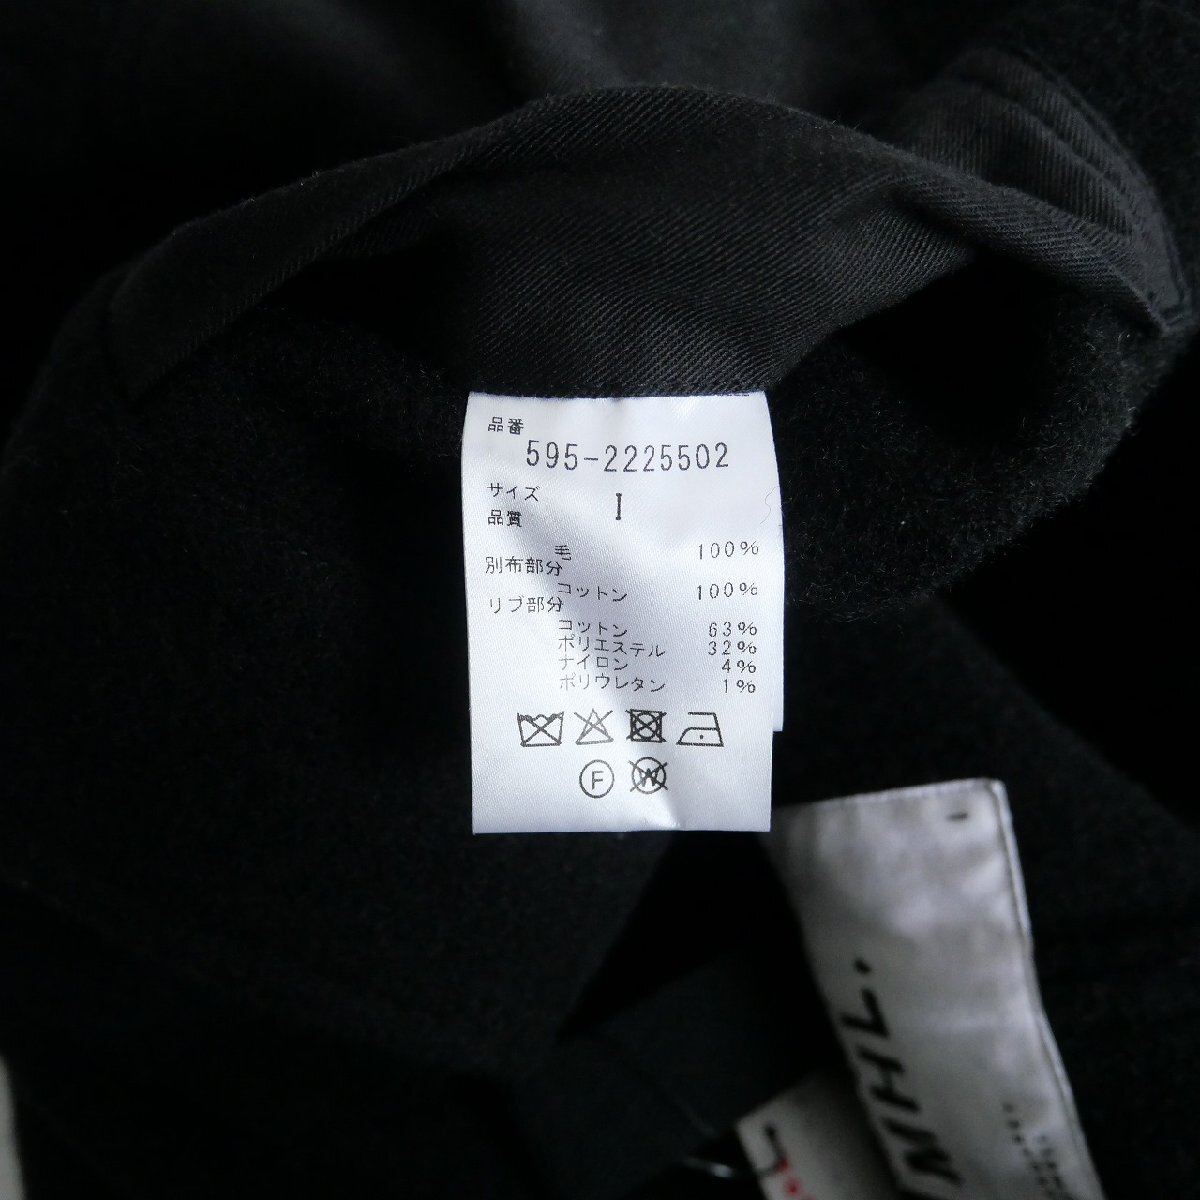 品番
595-2225502
サイズ I
品質
毛 100%
別布部分
コットン 100%
リブ部分
コットン 63%
ポリエステル 32%
ナイロン 4%
ポリウレタン 1%
F W
I
MHL.